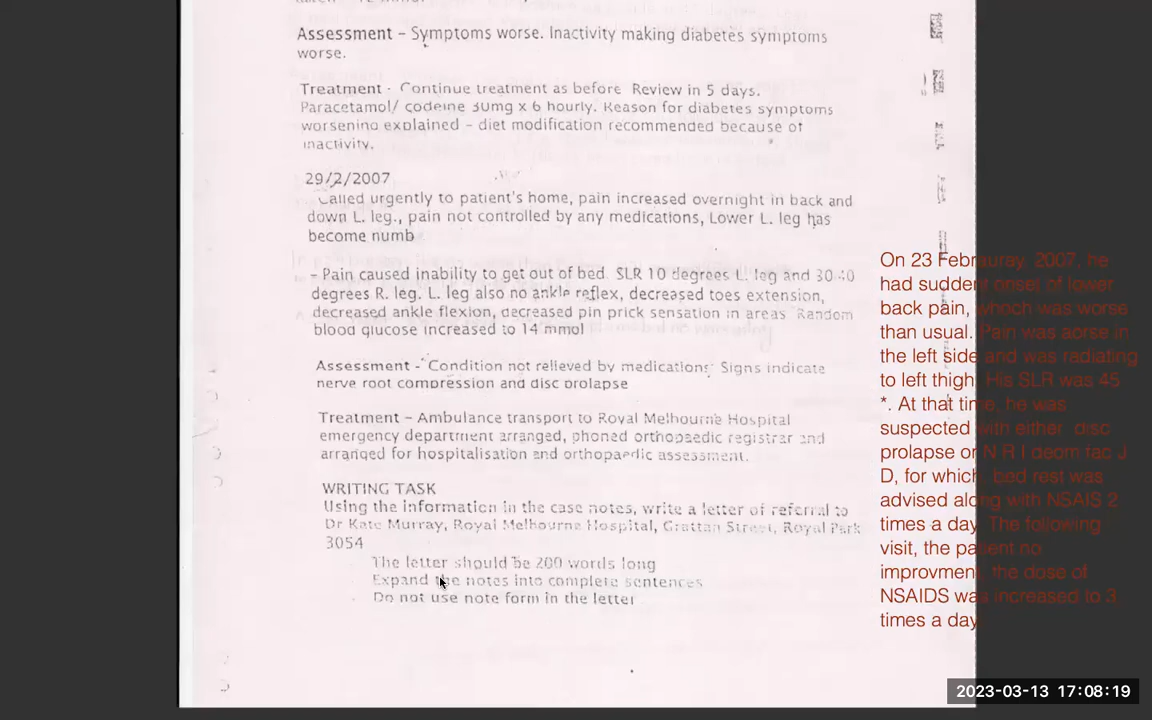 Assessment – Symptoms worse. Inactivity making diabetes symptoms
worse.
Treatment - Continue treatment as before Review in 5 days.
Paracetamol/ codeine 30mg x 6 hourly. Reason for diabetes symptoms
worsening explained – diet modification recommended because of
inactivity.
29/2/2007
Called urgently to patient's home, pain increased overnight in back and
down L. leg., pain not controlled by any medications, Lower L. leg has
become numb
– Pain caused inability to get out of bed. SLR 10 degrees L. leg and 30-40
degrees R. leg. L. leg also no ankle reflex, decreased toes extension,
decreased ankle flexion, decreased pin prick sensation in areas Random
blood glucose increased to 14 mmol
Assessment - Condition not relieved by medications. Signs indicate
nerve root compression and disc prolapse
Treatment – Ambulance transport to Royal Melbourne Hospital
emergency department arranged, phoned orthopaedic registrar and
arranged for hospitalisation and orthopaedic assessment.
WRITING TASK
Using the information in the case notes, write a letter of referral to
Dr Kate Murray, Royal Melbourne Hospital, Grattan Street, Royal Park
3054
The letter should be 200 words long
Expand the notes into complete sentences
Do not use note form in the letter
On 23 Febrauray, 2007, he
had sudden onset of lower
back pain, whocn was worse
than usual. Pain was aorse in
the left side and was radiating
to left thigh. His SLR was 45
*. At that time, he was
suspected with either disc
prolapse or N R I deom fac J
D, for which, bed rest was
advised along with NSAIS 2
times a day. The following
visit, the patient no
improvment, the dose of
NSAIDS was increased to 3
times a day
2023-03-13 17:08:19